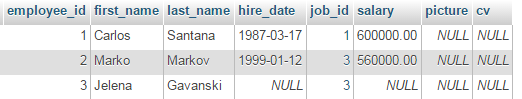 employee_id first_name last_name hire_date job_id salary picture cv
1 Carlos Santana 1987-03-17 1 600000.00 NULL NULL
2 Marko Markov 1999-01-12 3 560000.00 NULL NULL
3 Jelena Gavanski NULL 3 NULL NULL NULL